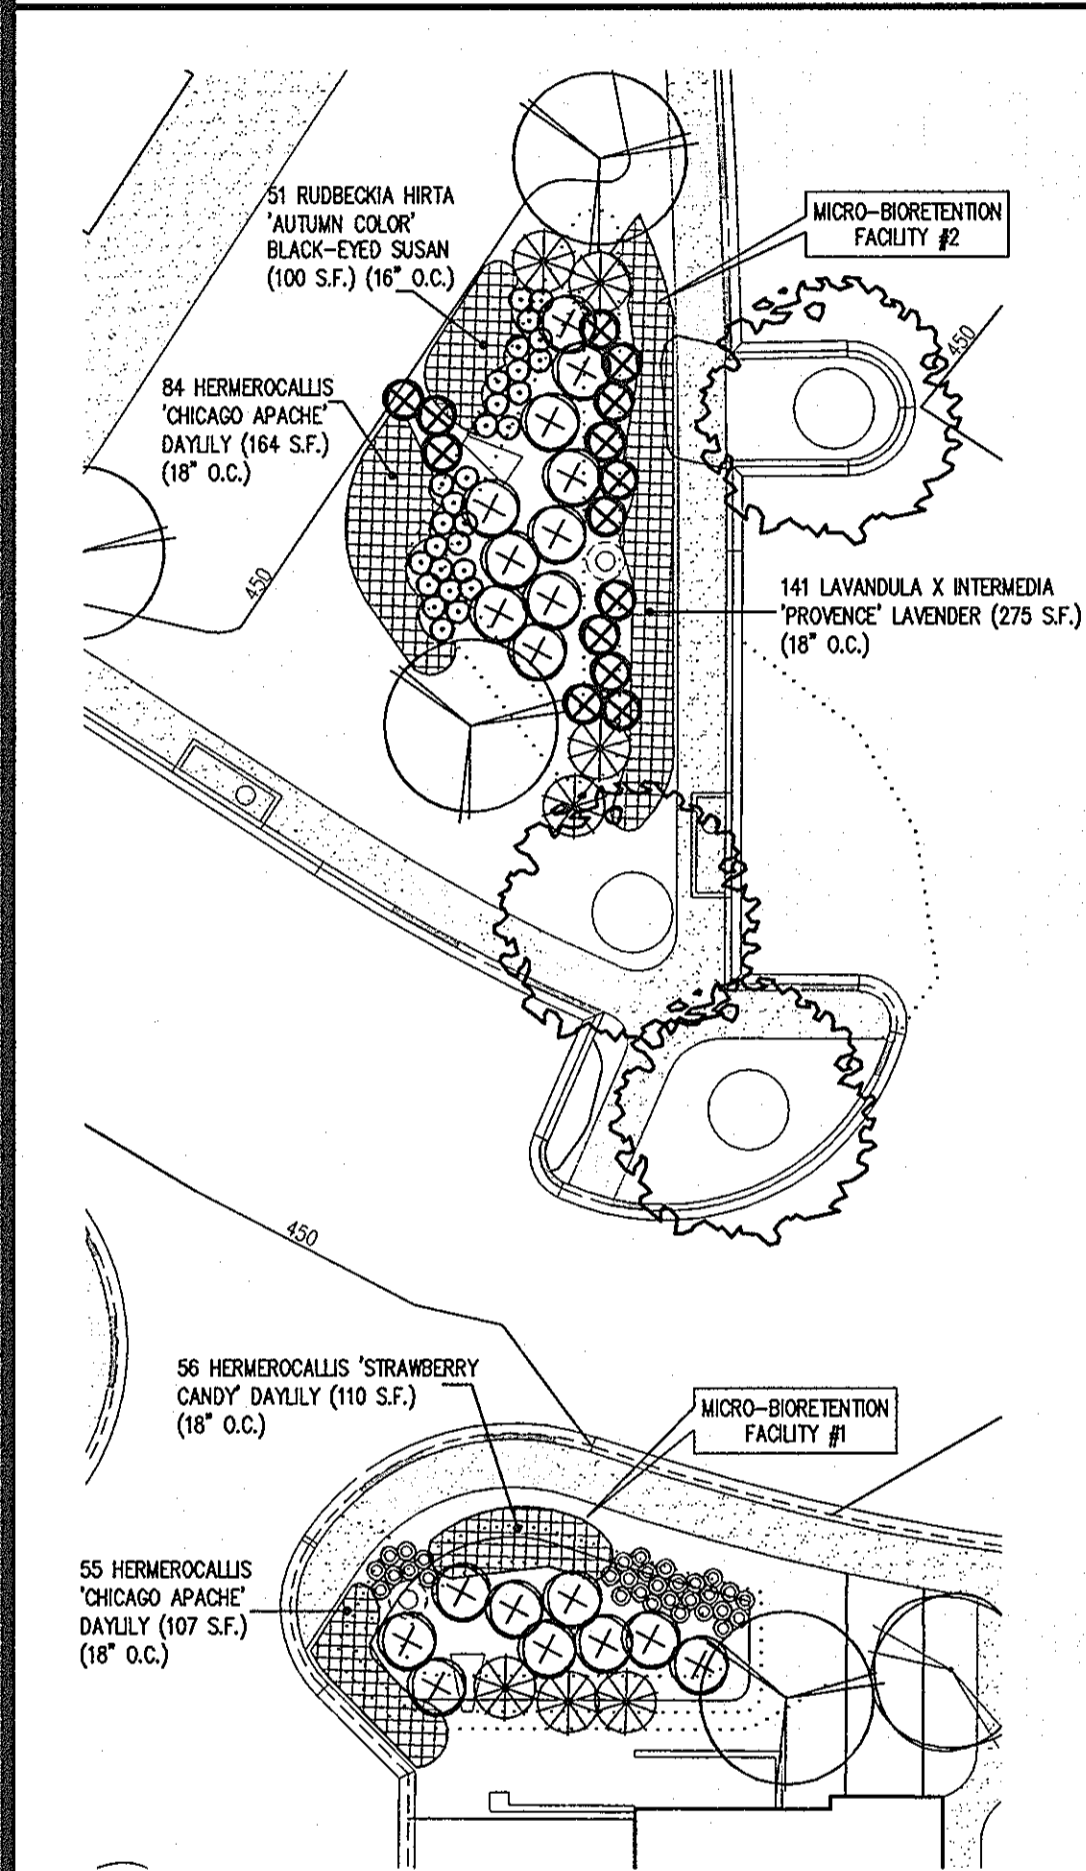 51 RUDBECKIA HIRTA
'AUTUMN COLOR'
BLACK-EYED SUSAN
(100 S.F.) (16" O.C.)
MICRO-BIORETENTION
FACILITY #2
450
84 HERMEROCALLIS
'CHICAGO APACHE'
DAYLILY (164 S.F.)
(18" O.C.)
450
141 LAVANDULA X INTERMEDIA
'PROVENCE' LAVENDER (275 S.F.)
(18" O.C.)
450
56 HERMEROCALLIS 'STRAWBERRY
CANDY' DAYLILY (110 S.F.)
(18" O.C.)
MICRO-BIORETENTION
FACILITY #1
55 HERMEROCALLIS
'CHICAGO APACHE'
DAYLILY (107 S.F.)
(18" O.C.)